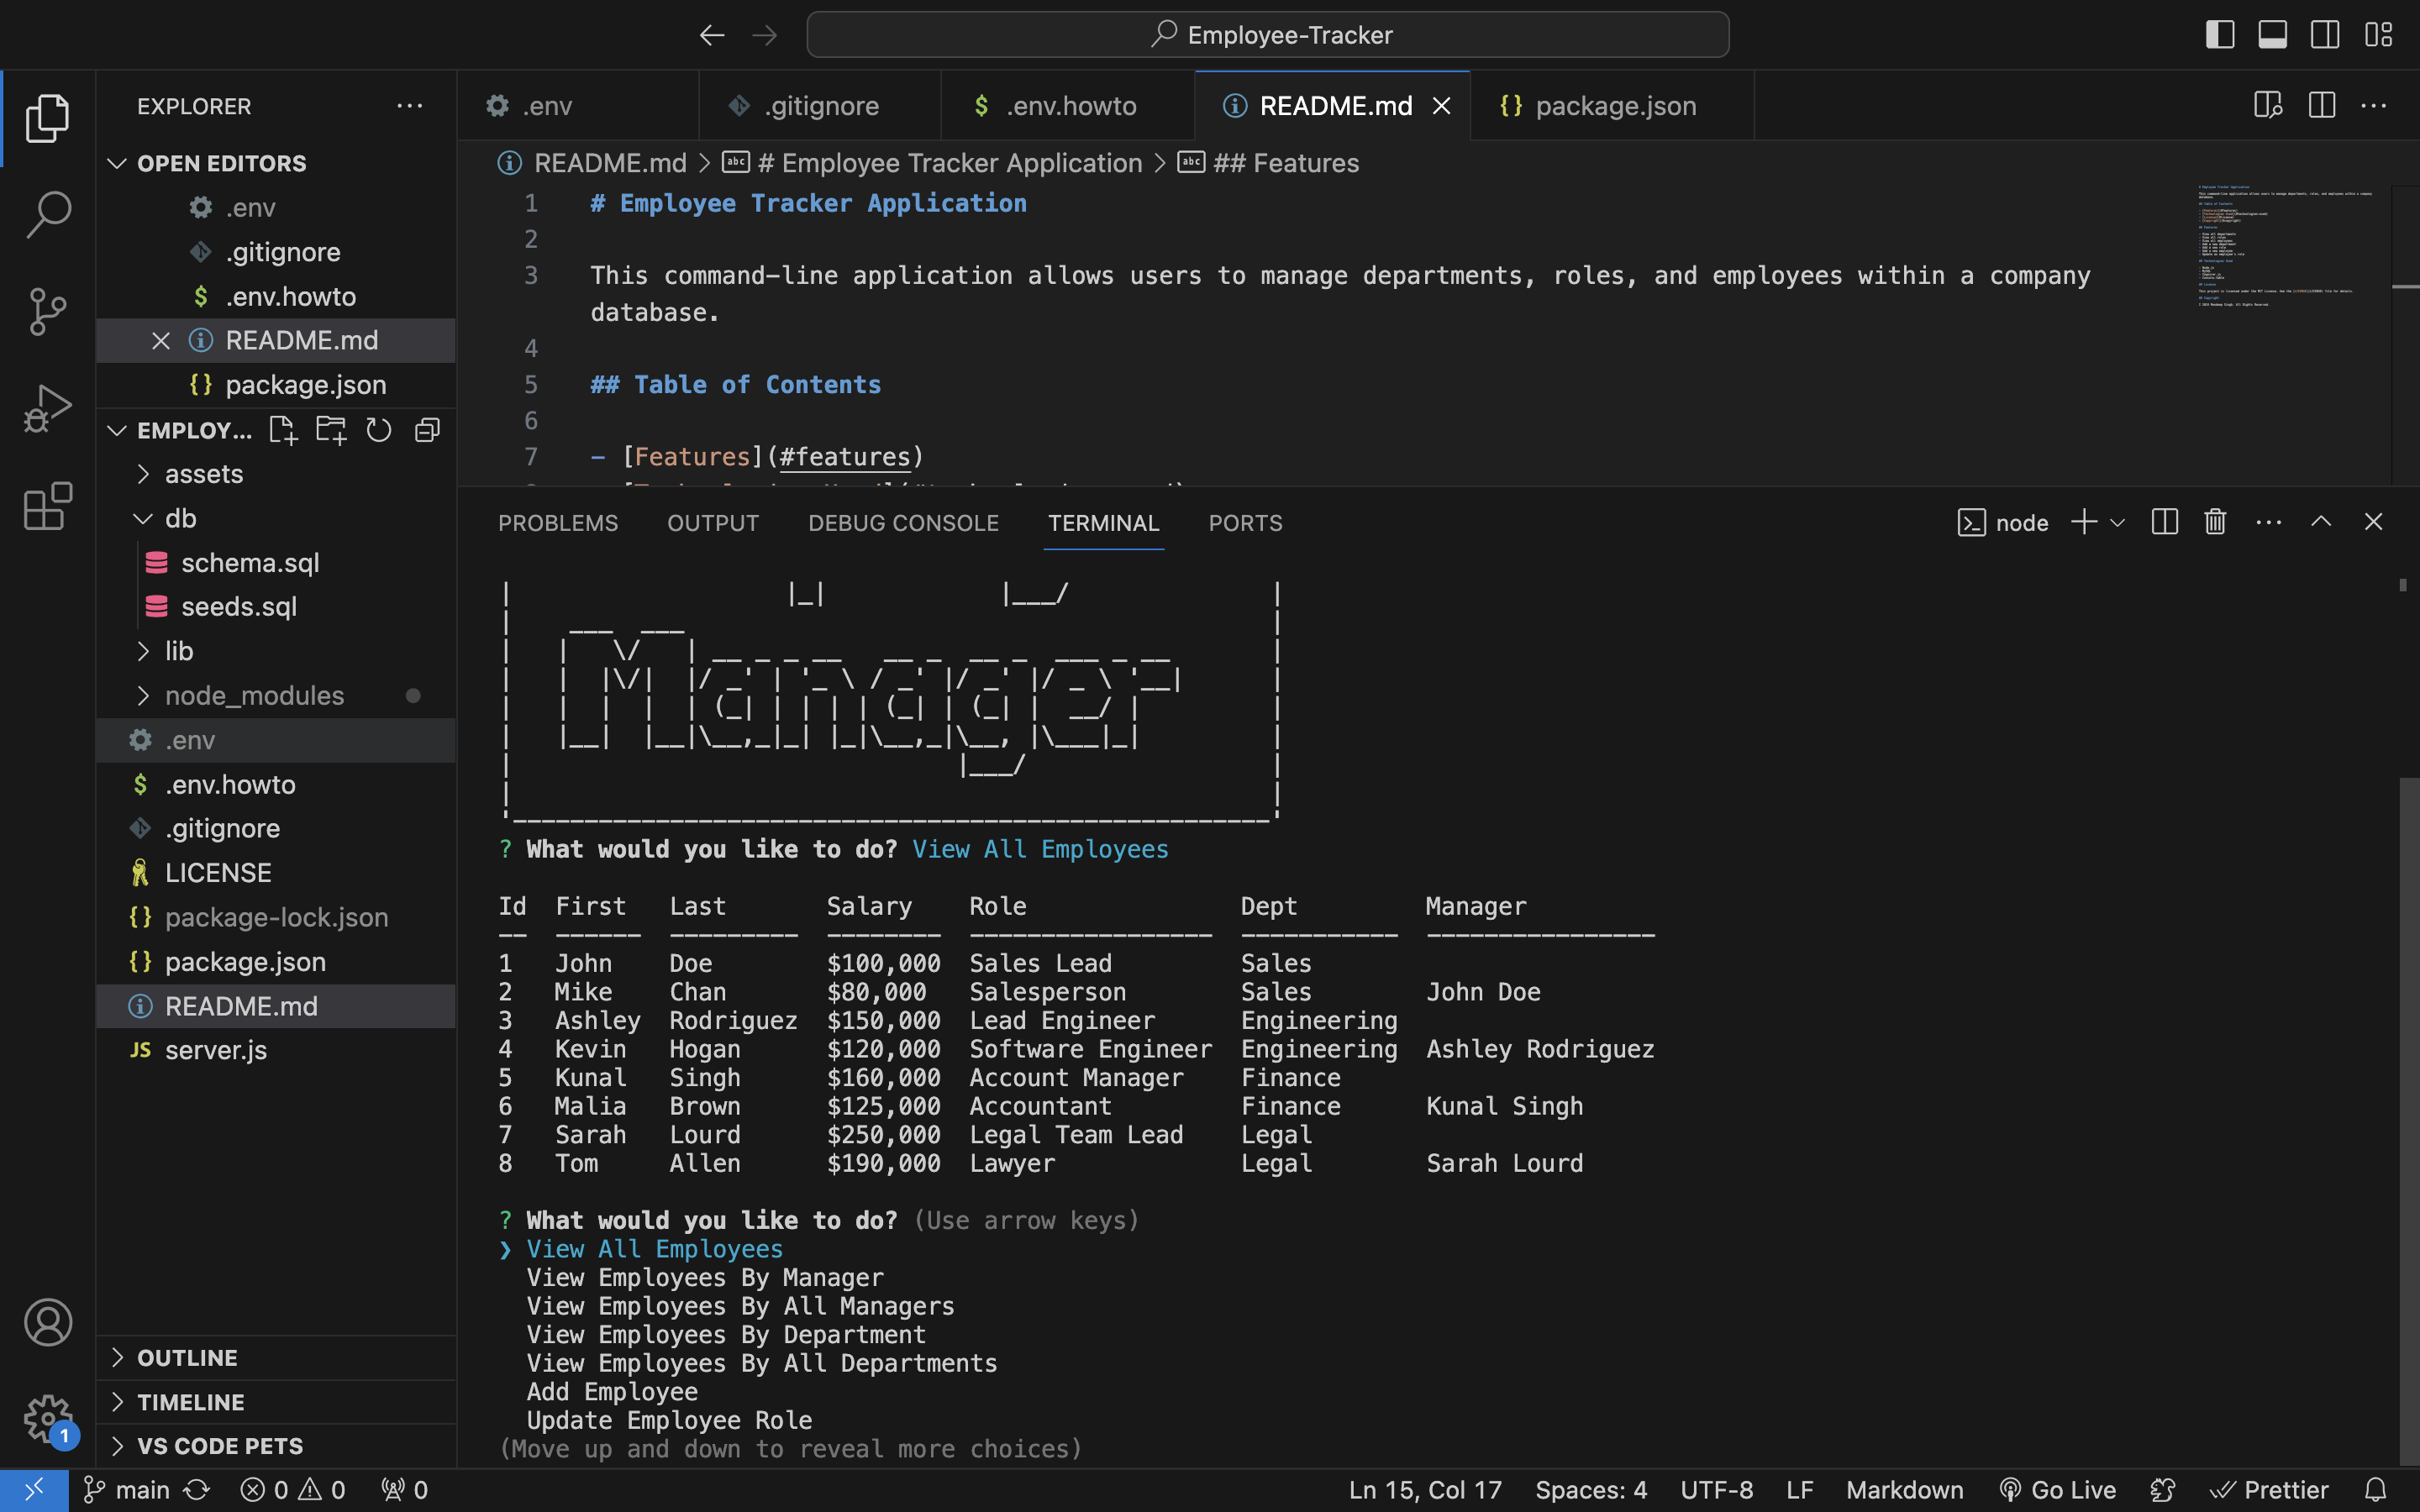 Employee-Tracker
EXPLORER
OPEN EDITORS
.env
.gitignore
$ .env.howto
README.md
{} package.json
EMPLOY...
assets
db
schema.sql
seeds.sql
lib
node_modules
.env
$ .env.howto
.gitignore
LICENSE
{} package-lock.json
{} package.json
README.md
JS server.js
OUTLINE
TIMELINE
VS CODE PETS
1
.env
.gitignore
$ .env.howto
README.md
{} package.json
README.md > abc # Employee Tracker Application > abc ## Features
1 # Employee Tracker Application
2
3 This command-line application allows users to manage departments, roles, and employees within a company
database.
4
5 ## Table of Contents
6
7 - [Features](#features)
PROBLEMS OUTPUT DEBUG CONSOLE TERMINAL PORTS
node
Manager
? What would you like to do? View All Employees
Id First Last Salary Role Dept Manager
1 John Doe $100,000 Sales Lead Sales
2 Mike Chan $80,000 Salesperson Sales John Doe
3 Ashley Rodriguez $150,000 Lead Engineer Engineering
4 Kevin Hogan $120,000 Software Engineer Engineering Ashley Rodriguez
5 Kunal Singh $160,000 Account Manager Finance
6 Malia Brown $125,000 Accountant Finance Kunal Singh
7 Sarah Lourd $250,000 Legal Team Lead Legal
8 Tom Allen $190,000 Lawyer Legal Sarah Lourd
? What would you like to do? (Use arrow keys)
❯ View All Employees
View Employees By Manager
View Employees By All Managers
View Employees By Department
View Employees By All Departments
Add Employee
Update Employee Role
(Move up and down to reveal more choices)
main 0 0 0
Ln 15, Col 17 Spaces: 4 UTF-8 LF Markdown Go Live Prettier